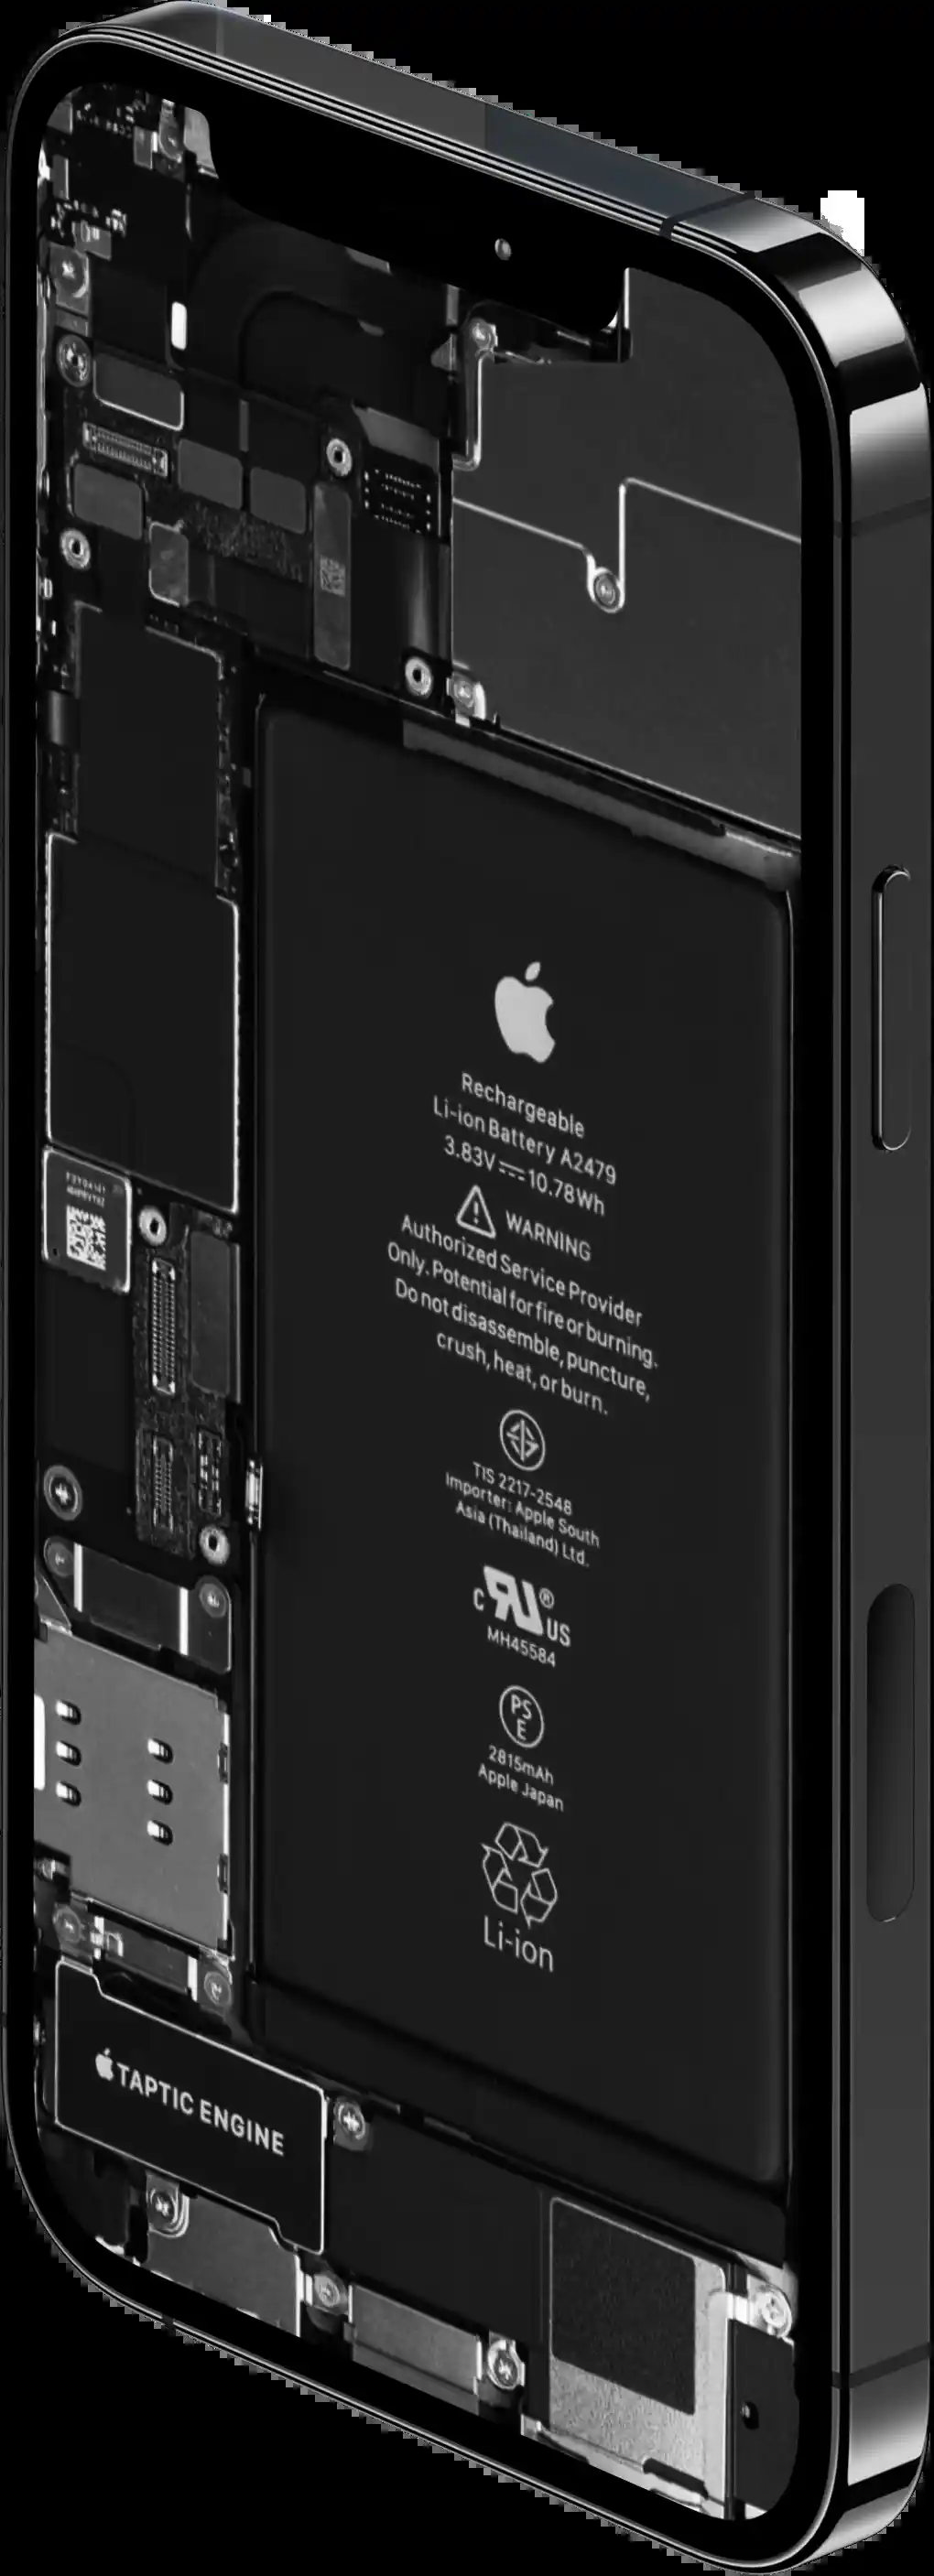 Rechargeable
Li-ion Battery A2479
3.83V ⎓ 10.78Wh
WARNING
Authorized Service Provider
Only. Potential for fire or burning.
Do not disassemble, puncture,
crush, heat, or burn.
TIS 2217-2548
Importer: Apple South
Asia (Thailand) Ltd.
c RU® US
MH45584
PS
E
2815mAh
Apple Japan
Li-ion
TAPTIC ENGINE